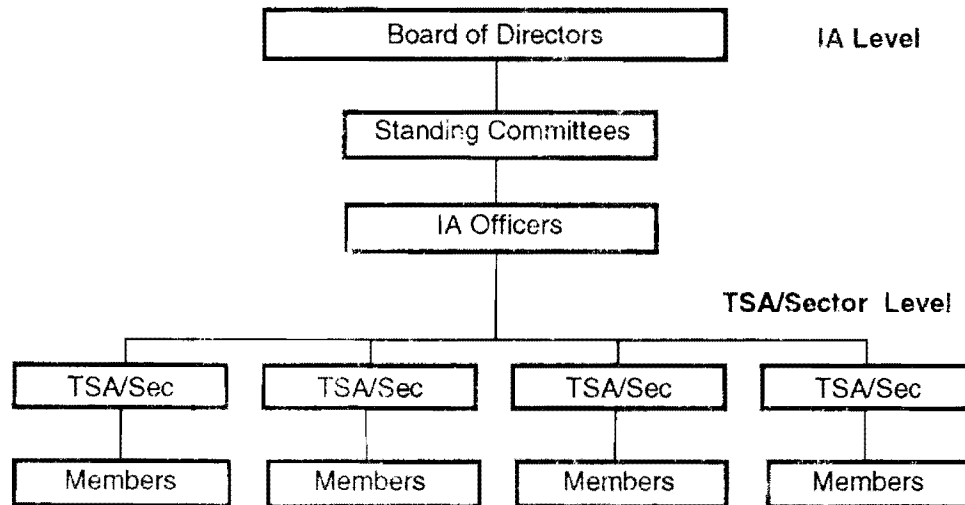 Board of Directors
IA Level
Standing Committees
IA Officers
TSA/Sector Level
TSA/Sec
TSA/Sec
TSA/Sec
TSA/Sec
Members
Members
Members
Members